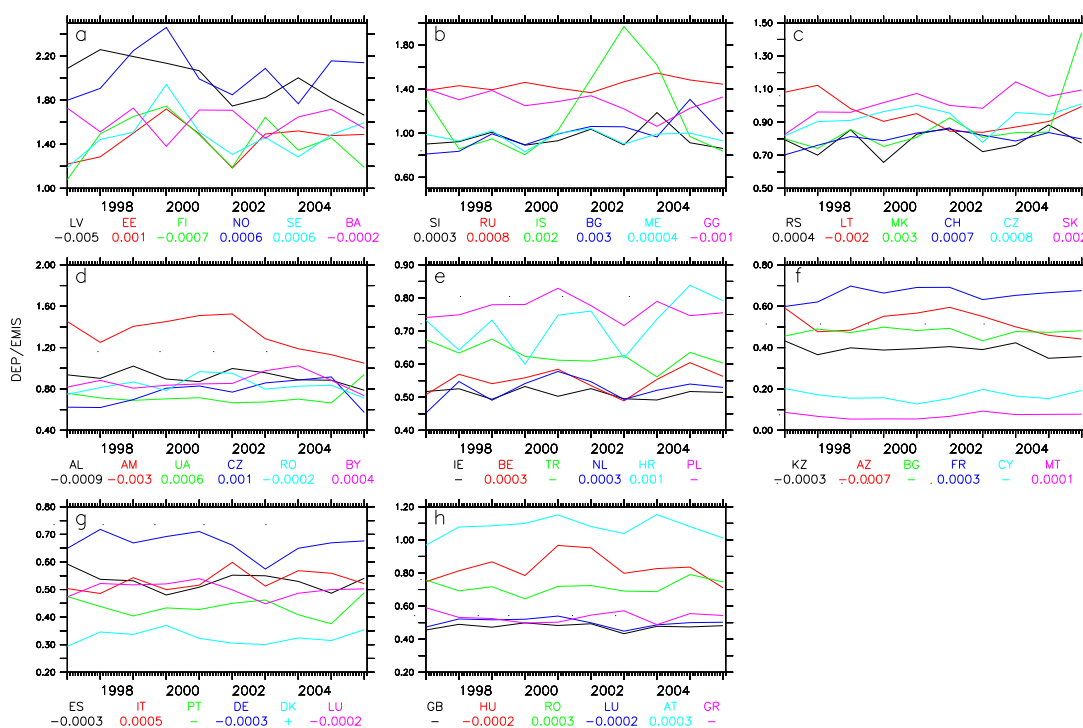 a
2.20
1.80
1.40
1.00
1998 2000 2002 2004
LV EE FI NO SE BA
-0.005 0.001 -0.0007 0.0006 0.0006 -0.0002
b
1.80
1.40
1.00
0.60
1998 2000 2002 2004
SI RU IS BG ME GG
0.0003 0.0008 0.002 0.003 0.00004 -0.001
c
1.50
1.30
1.10
0.90
0.70
0.50
1998 2000 2002 2004
RS LT MK CH CZ SK
0.0004 -0.002 0.003 0.0007 0.0008 0.002
DEP/EMIS
d
2.00
1.60
1.20
0.80
0.40
1998 2000 2002 2004
AL AM UA CZ RO BY
-0.0009 -0.003 0.0006 0.001 -0.0002 0.0004
e
0.90
0.80
0.70
0.60
0.50
0.40
1998 2000 2002 2004
IE BE TR NL HR PL
- 0.0003 - 0.0003 0.001 -
f
0.80
0.60
0.40
0.20
0.00
1998 2000 2002 2004
KZ AZ BG FR CY MT
-0.0003 -0.0007 - 0.0003 - 0.0001
g
0.80
0.70
0.60
0.50
0.40
0.30
0.20
1998 2000 2002 2004
ES IT PT DE DK LU
-0.0003 0.0005 - -0.0003 + -0.0002
h
1.20
1.00
0.80
0.60
0.40
0.20
1998 2000 2002 2004
GB HU RO LU AT GR
- -0.0002 0.0003 -0.0002 0.0003 -